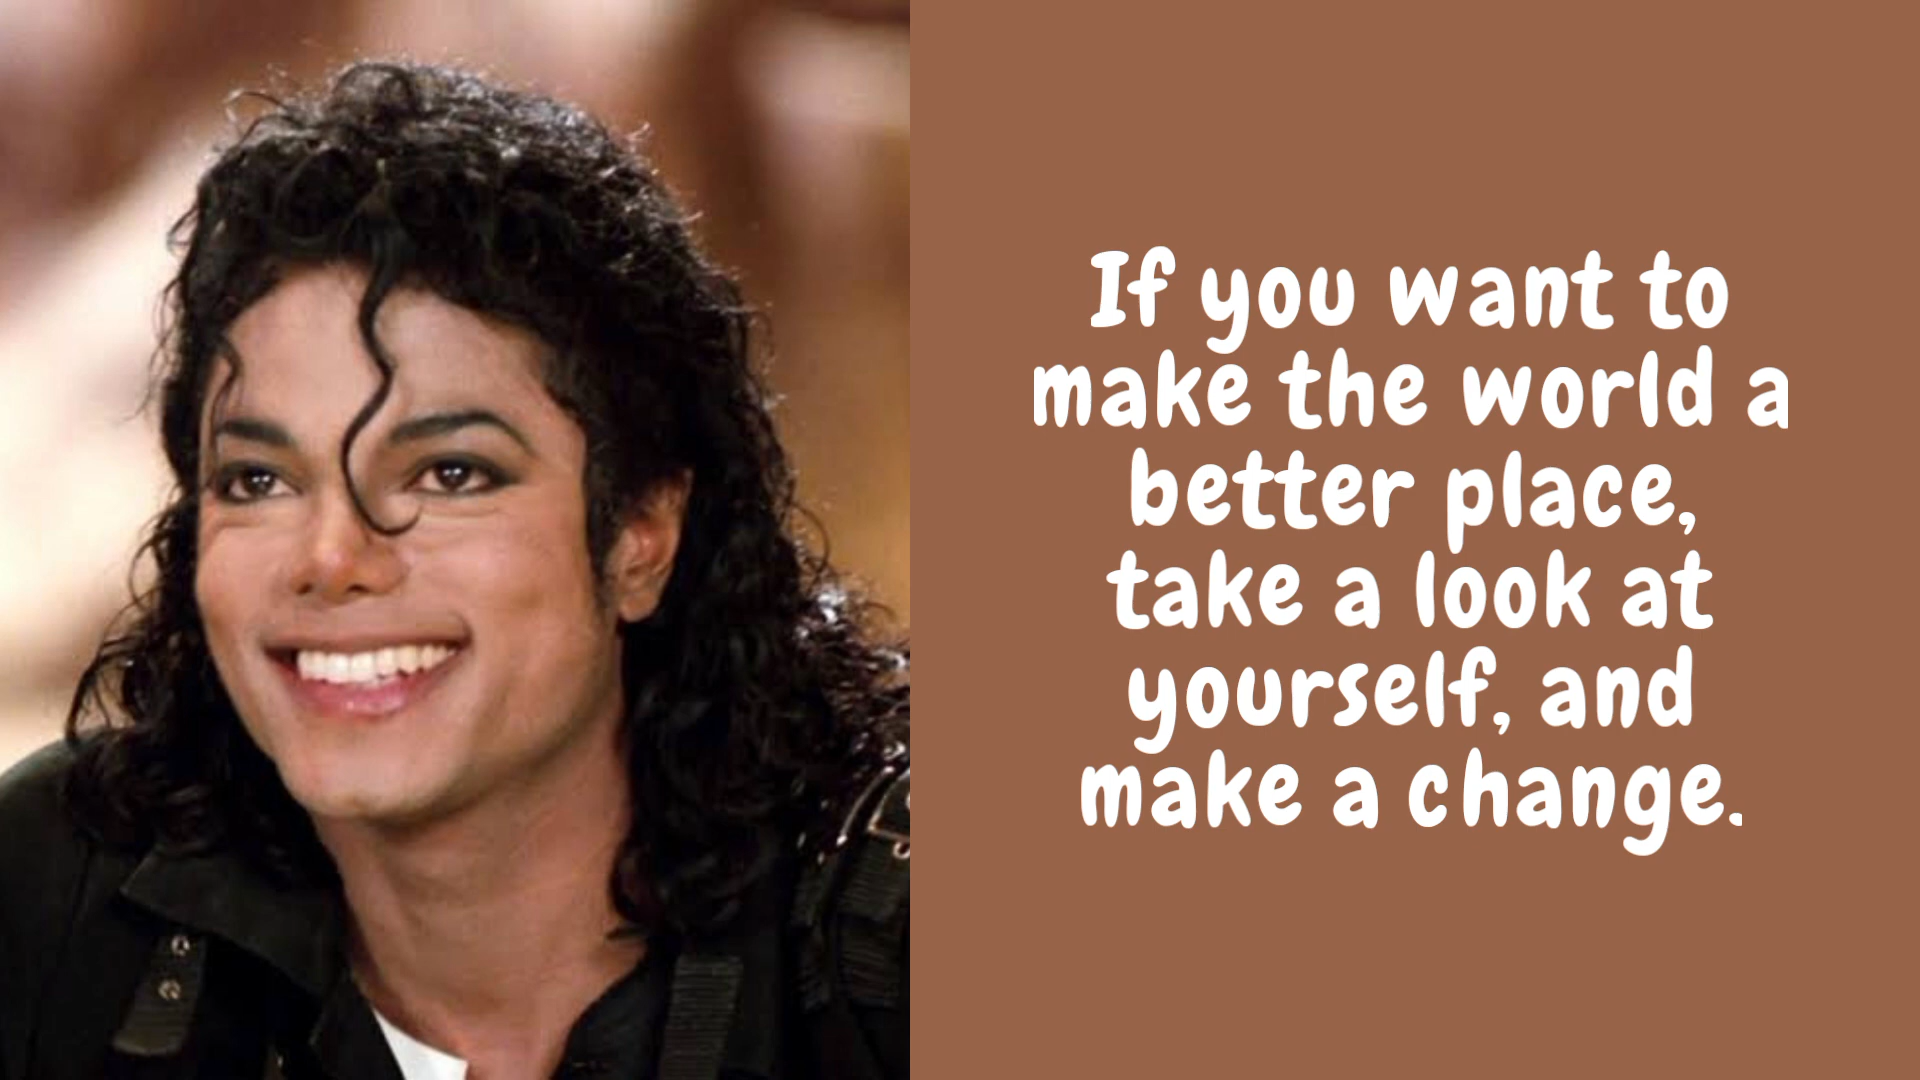 If you want to
make the world a
better place,
take a look at
yourself, and
make a change.